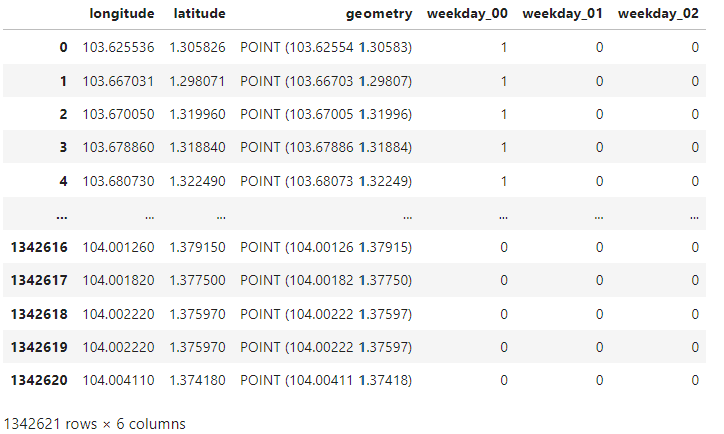 longitude latitude geometry weekday_00 weekday_01 weekday_02
0 103.625536 1.305826 POINT (103.62554 1.30583) 1 0 0
1 103.667031 1.298071 POINT (103.66703 1.29807) 1 0 0
2 103.670050 1.319960 POINT (103.67005 1.31996) 1 0 0
3 103.678860 1.318840 POINT (103.67886 1.31884) 1 0 0
4 103.680730 1.322490 POINT (103.68073 1.32249) 1 0 0
... ... ... ... ... ... ...
1342616 104.001260 1.379150 POINT (104.00126 1.37915) 0 0 0
1342617 104.001820 1.377500 POINT (104.00182 1.37750) 0 0 0
1342618 104.002220 1.375970 POINT (104.00222 1.37597) 0 0 0
1342619 104.002220 1.375970 POINT (104.00222 1.37597) 0 0 0
1342620 104.004110 1.374180 POINT (104.00411 1.37418) 0 0 0
1342621 rows × 6 columns